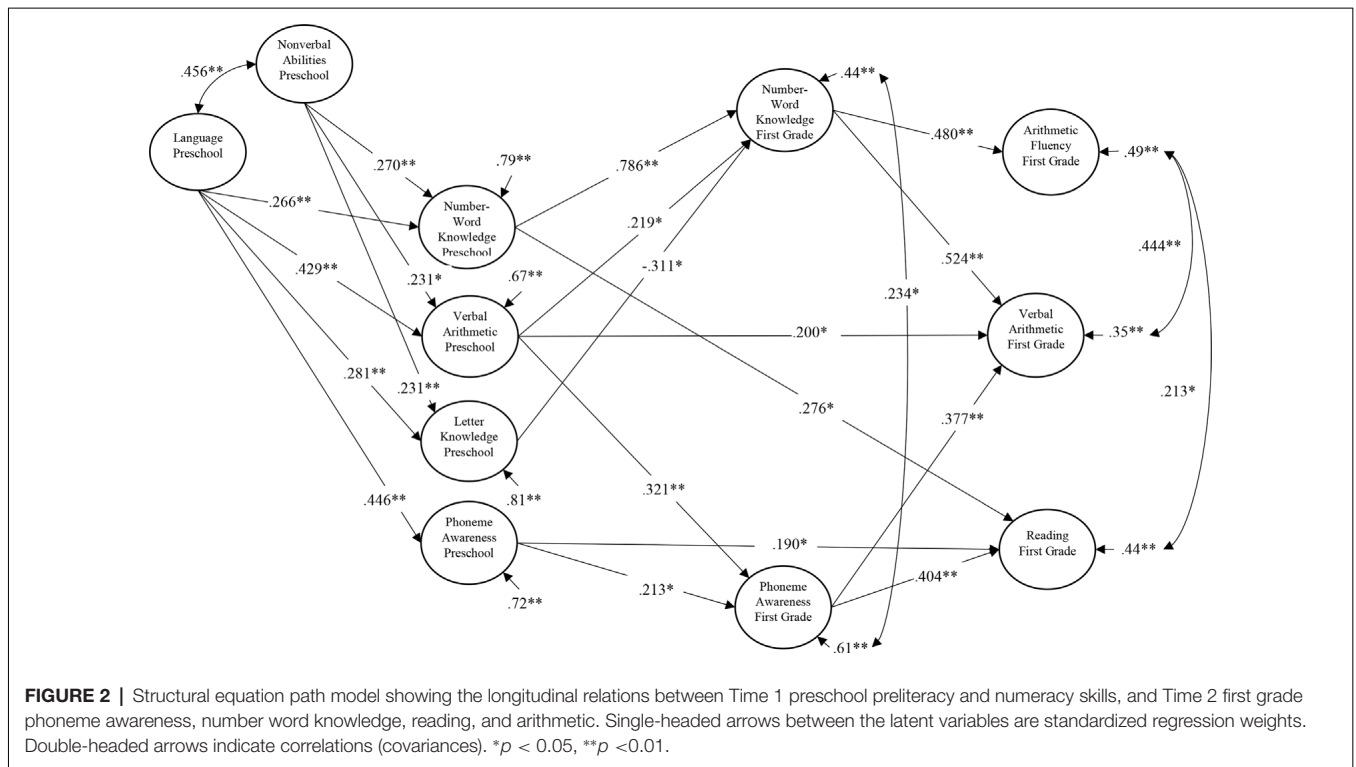 Nonverbal
Abilities
Preschool
.456**
Language
Preschool
Number-
Word
Knowledge
First Grade
.44**
.480**
Arithmetic
Fluency
First Grade
.49**
.270**
.79**
.786**
.266**
Number-
Word
Knowledge
Preschool
.219*
.429**
.231*
.67**
-.311*
.524**
.444**
.234*
Verbal
Arithmetic
Preschool
.200*
Verbal
Arithmetic
First Grade
.35**
.281**
.231**
.276*
.377**
.213*
Letter
Knowledge
Preschool
.446**
.81**
.321**
Phoneme
Awareness
Preschool
.190*
Reading
First Grade
.44**
.72**
.213*
Phoneme
Awareness
First Grade
.404**
.61**
FIGURE 2 | Structural equation path model showing the longitudinal relations between Time 1 preschool preliteracy and numeracy skills, and Time 2 first grade
phoneme awareness, number word knowledge, reading, and arithmetic. Single-headed arrows between the latent variables are standardized regression weights.
Double-headed arrows indicate correlations (covariances). *p < 0.05, **p <0.01.